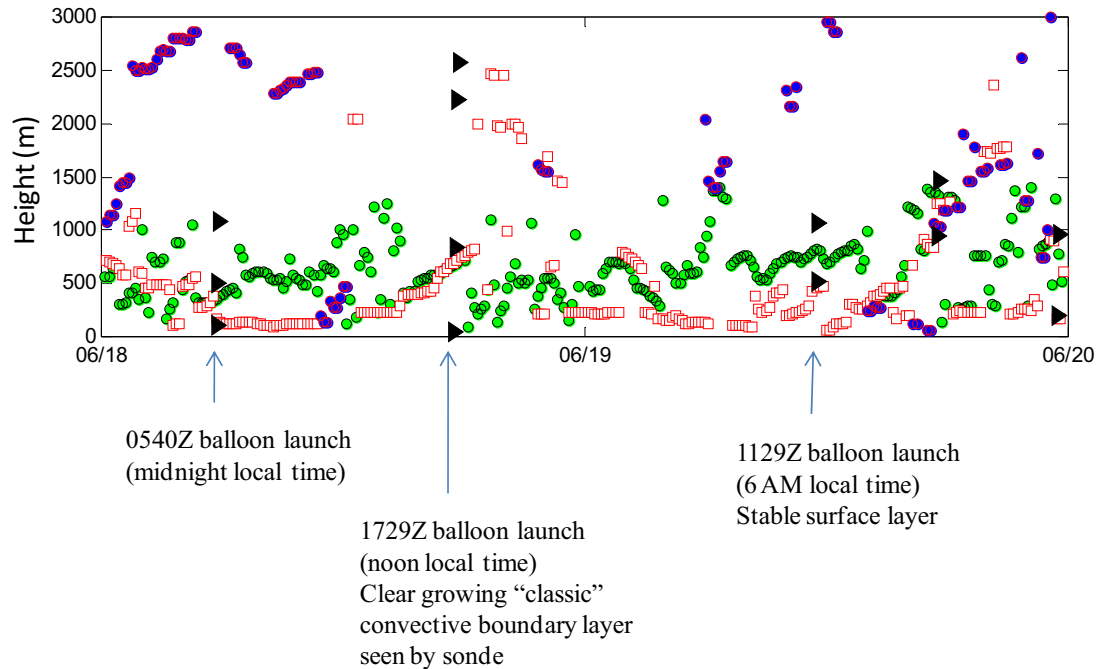 3000
2500
2000
1500
1000
500
0
Height (m)
06/18
06/19
06/20
0540Z balloon launch
(midnight local time)
1729Z balloon launch
(noon local time)
Clear growing “classic”
convective boundary layer
seen by sonde
1129Z balloon launch
(6 AM local time)
Stable surface layer